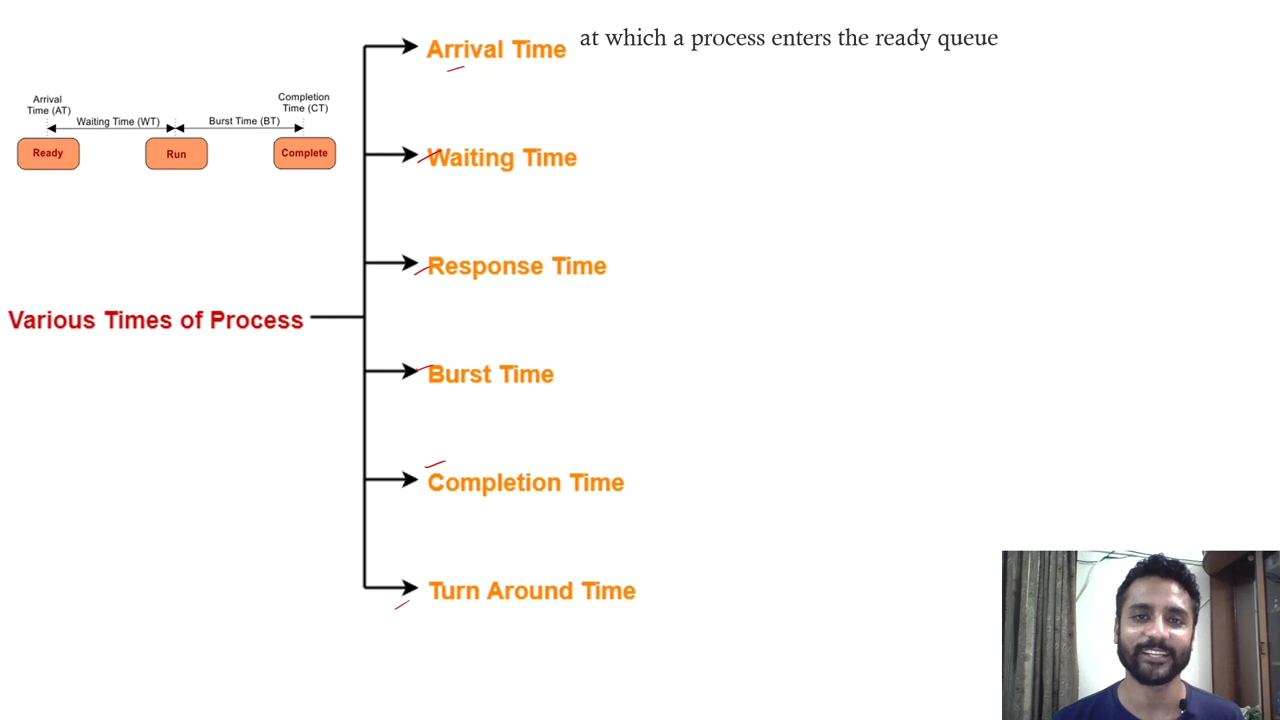 Arrival Time at which a process enters the ready queue
Arrival
Time (AT)
Completion
Time (CT)
Waiting Time (WT)
Burst Time (BT)
Ready
Run
Complete
Waiting Time
Response Time
Various Times of Process
Burst Time
Completion Time
Turn Around Time